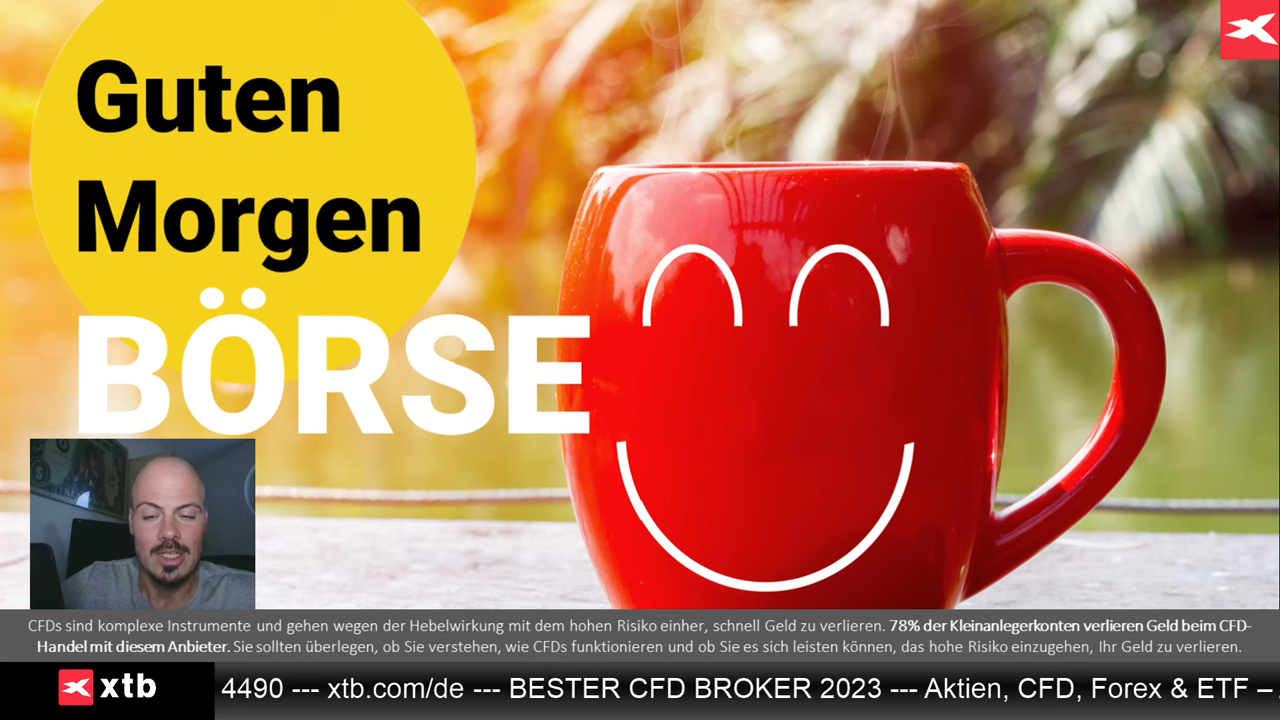 Guten
Morgen
BÖRSE
CFDs sind komplexe Instrumente und gehen wegen der Hebelwirkung mit dem hohen Risiko einher, schnell Geld zu verlieren. 78% der Kleinanlegerkonten verlieren Geld beim CFD-
Handel mit diesem Anbieter. Sie sollten überlegen, ob Sie verstehen, wie CFDs funktionieren und ob Sie es sich leisten können, das hohe Risiko einzugehen, Ihr Geld zu verlieren.
xtb 4490 --- xtb.com/de --- BESTER CFD BROKER 2023 --- Aktien, CFD, Forex & ETF –